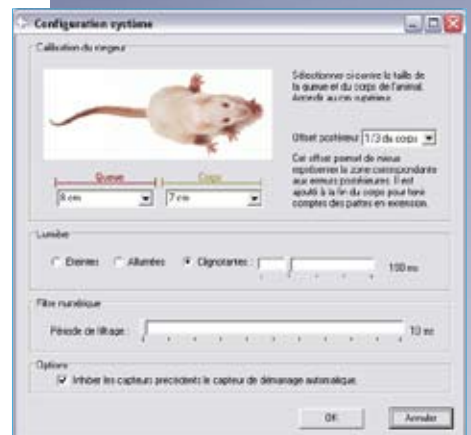 Configuration système
Calibration du rongeur
Sélectionner ci contre la taille de
la queue et du corps de l'animal.
Arrondir au cm supérieur.
Offset postérieur 1/3 du corps
Cet offset permet de mieux
représenter la zone correspondante
aux erreurs postérieures. Il est
ajouté à la fin du corps pour tenir
comptes des pattes en extension.
Queue Corps
8 cm 7 cm
Lumière
Eteintes Allumées Clignotantes : 100 ms
Filtre numérique
Période de filtrage : 10 ms
Options
Inhiber les capteurs précédents le capteur de démarrage automatique.
OK Annuler